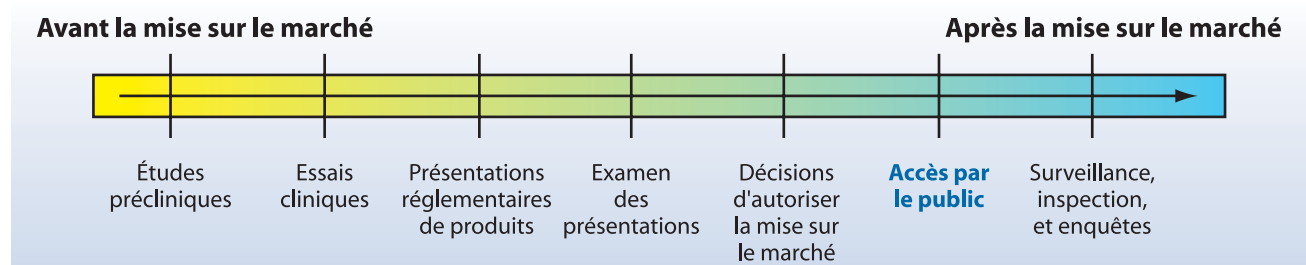 Avant la mise sur le marché
Après la mise sur le marché
Études
précliniques
Essais
cliniques
Présentations
réglementaires
de produits
Examen
des
présentations
Décisions
d'autoriser
la mise sur
le marché
Accès par
le public
Surveillance,
inspection,
et enquêtes